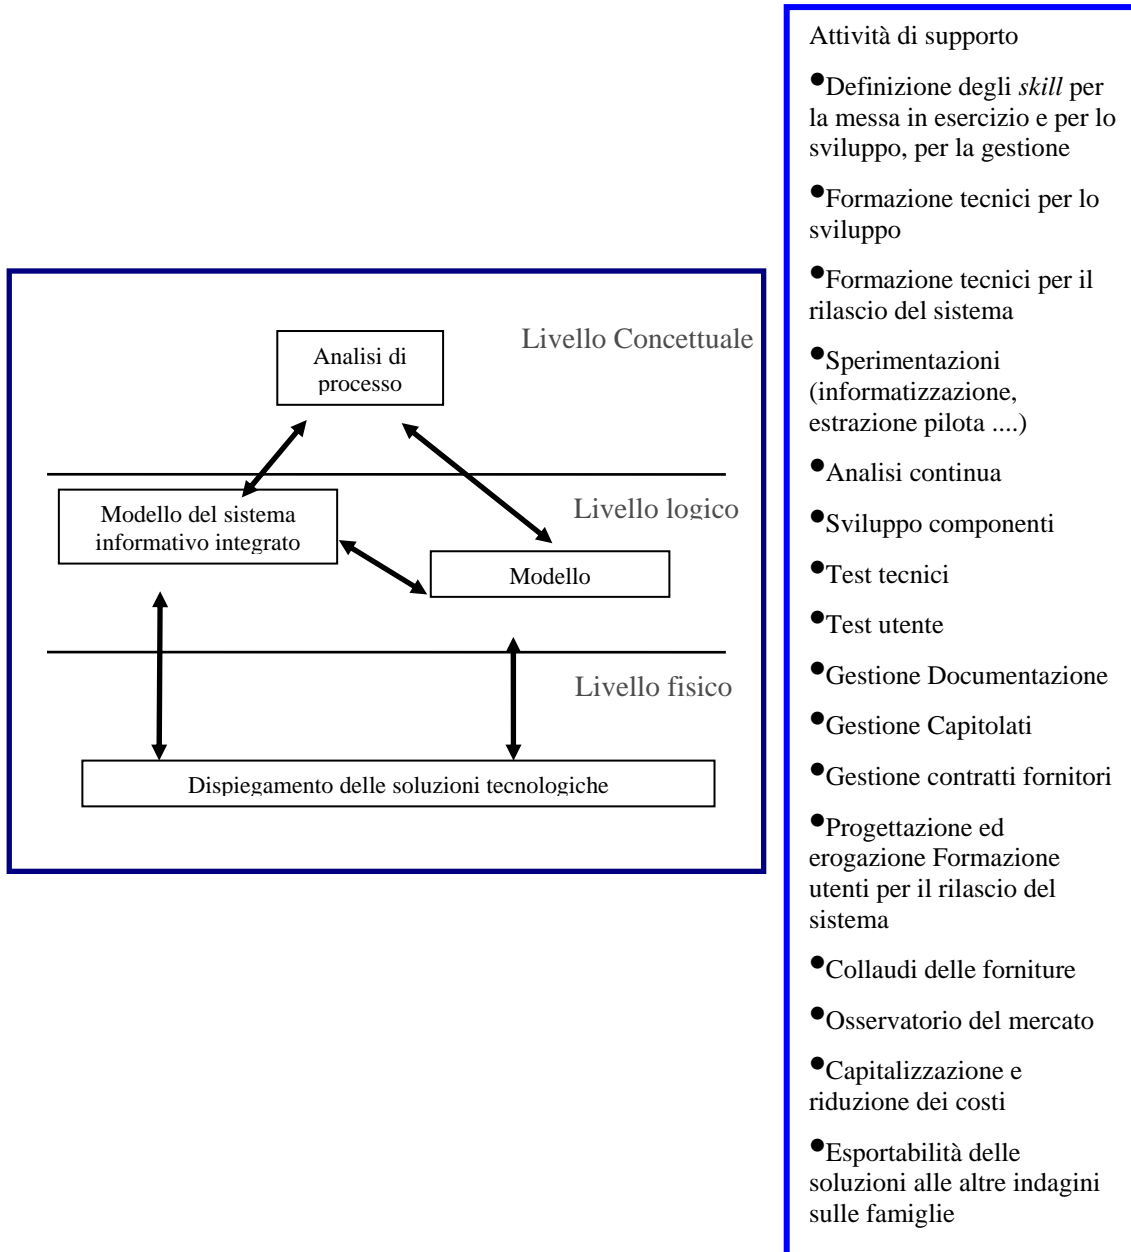 Livello Concettuale
Analisi di
processo
Livello logico
Modello del sistema
informativo integrato
Modello
Livello fisico
Dispiegamento delle soluzioni tecnologiche
Attività di supporto
●Definizione degli skill per
la messa in esercizio e per lo
sviluppo, per la gestione
●Formazione tecnici per lo
sviluppo
●Formazione tecnici per il
rilascio del sistema
●Sperimentazioni
(informatizzazione,
estrazione pilota ....)
●Analisi continua
●Sviluppo componenti
●Test tecnici
●Test utente
●Gestione Documentazione
●Gestione Capitolati
●Gestione contratti fornitori
●Progettazione ed
erogazione Formazione
utenti per il rilascio del
sistema
●Collaudi delle forniture
●Osservatorio del mercato
●Capitalizzazione e
riduzione dei costi
●Esportabilità delle
soluzioni alle altre indagini
sulle famiglie